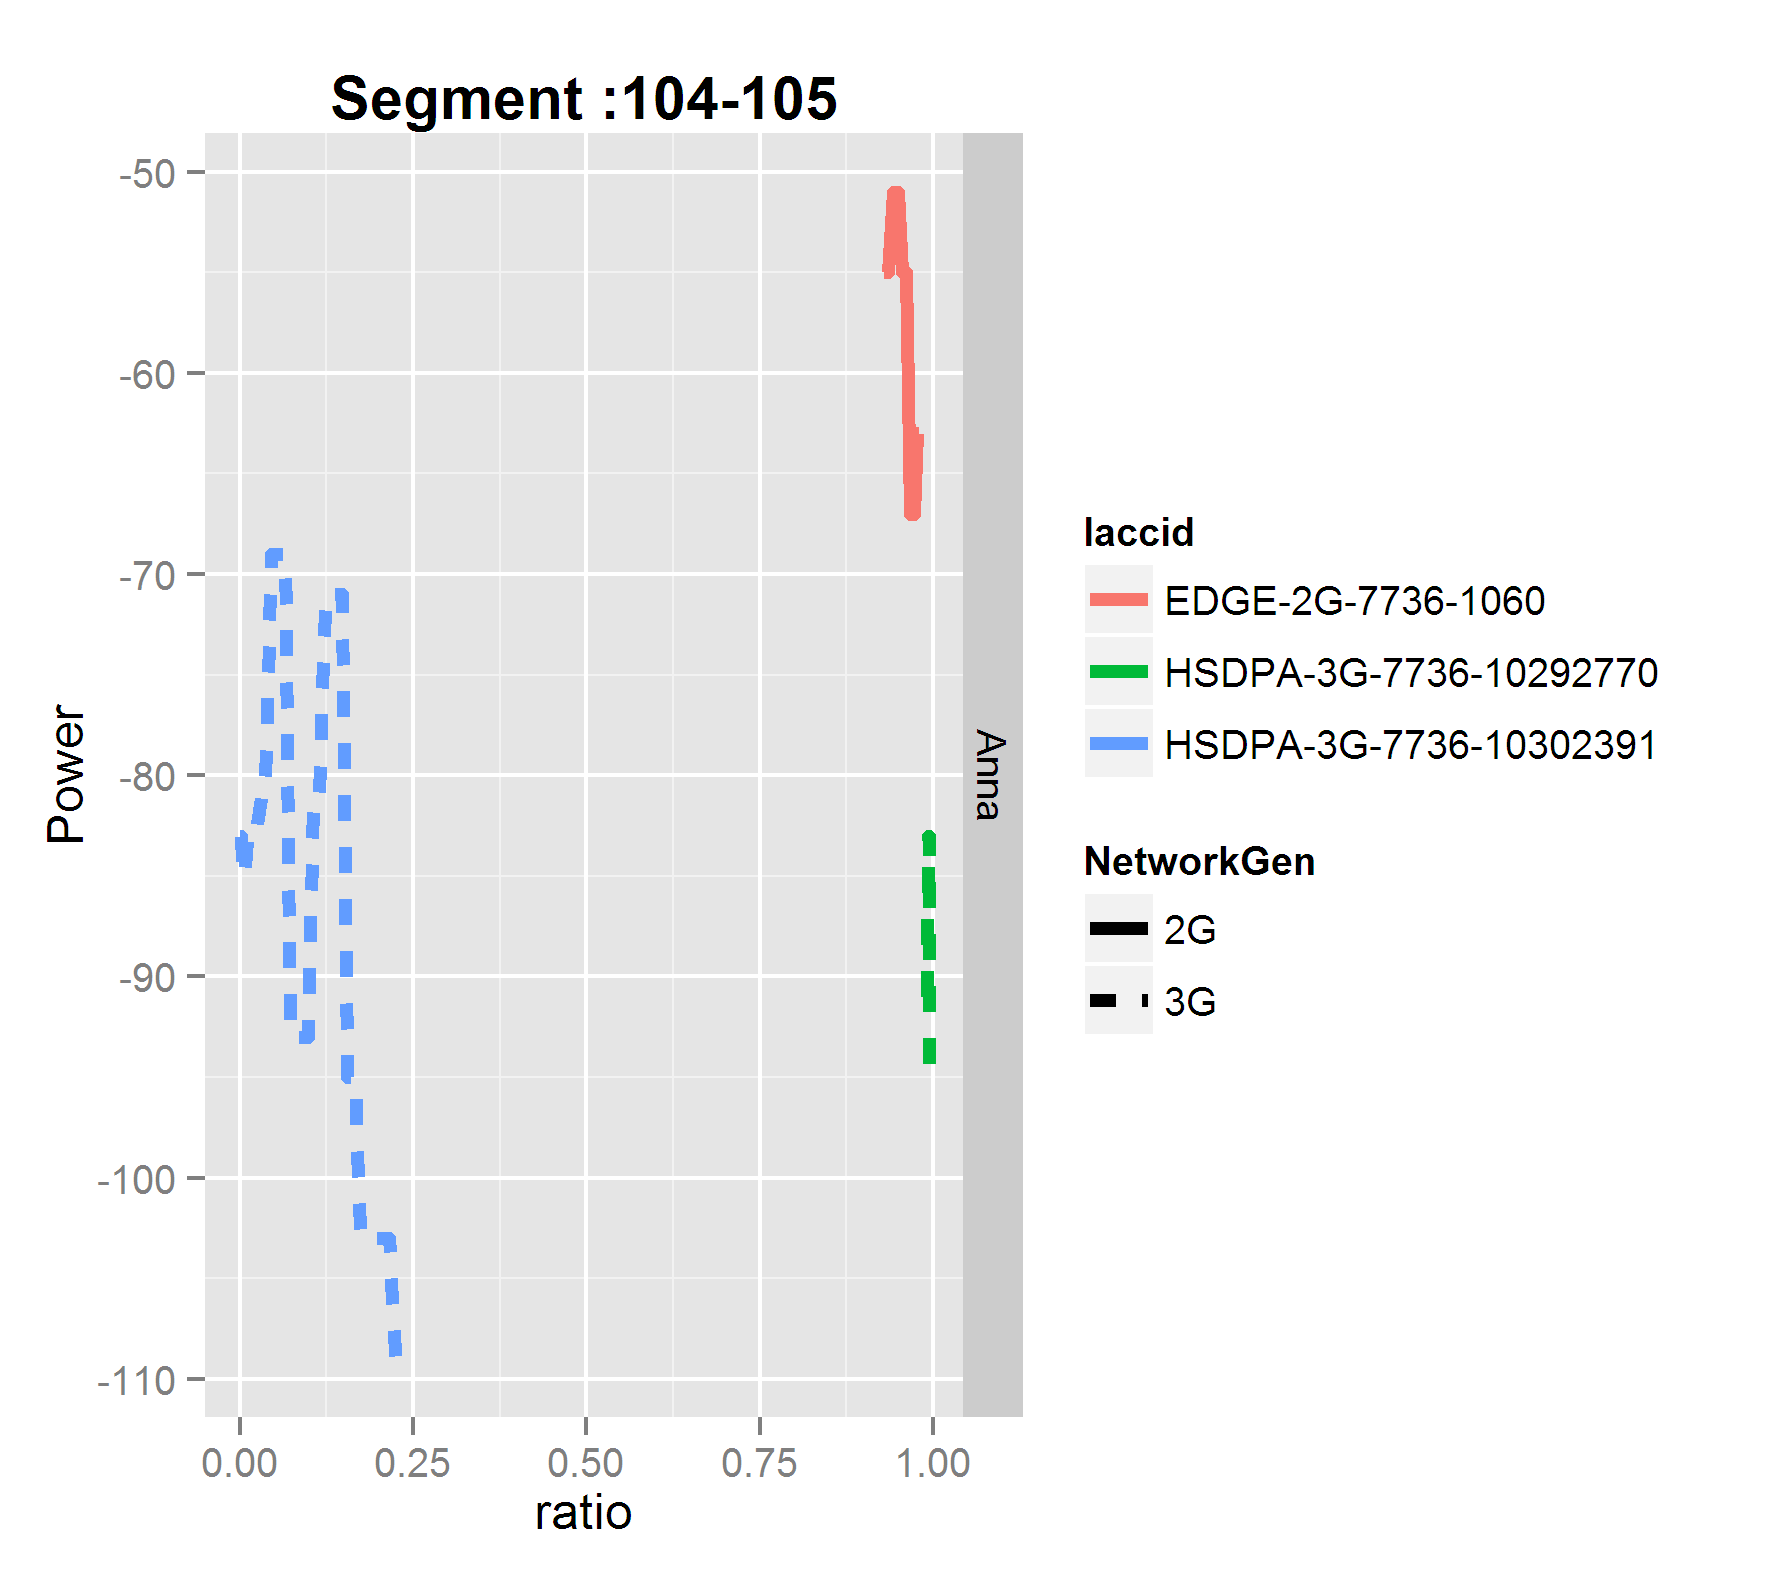 Segment :104-105
-50
-60
-70
-80
-90
-100
-110
Power
0.00 0.25 0.50 0.75 1.00
ratio
Anna
laccid
EDGE-2G-7736-1060
HSDPA-3G-7736-10292770
HSDPA-3G-7736-10302391
NetworkGen
2G
3G